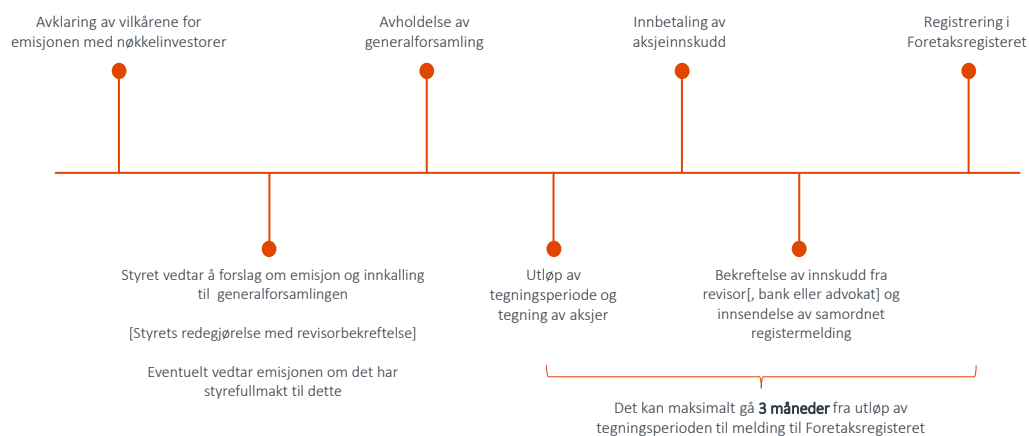 Avklaring av vilkårene for
emisjonen med nøkkelinvestorer
Avholdelse av
generalforsamling
Innbetaling av
aksjeinnskudd
Registrering i
Foretaksregisteret
Styret vedtar å forslag om emisjon og innkalling
til generalforsamlingen
[Styrets redegjørelse med revisorbekreftelse]
Eventuelt vedtar emisjonen om det har
styrefullmakt til dette
Utløp av
tegningsperiode og
tegning av aksjer
Bekreftelse av innskudd fra
revisor[, bank eller advokat] og
innsendelse av samordnet
registermelding
Det kan maksimalt gå 3 måneder fra utløp av
tegningsperioden til melding til Foretaksregisteret